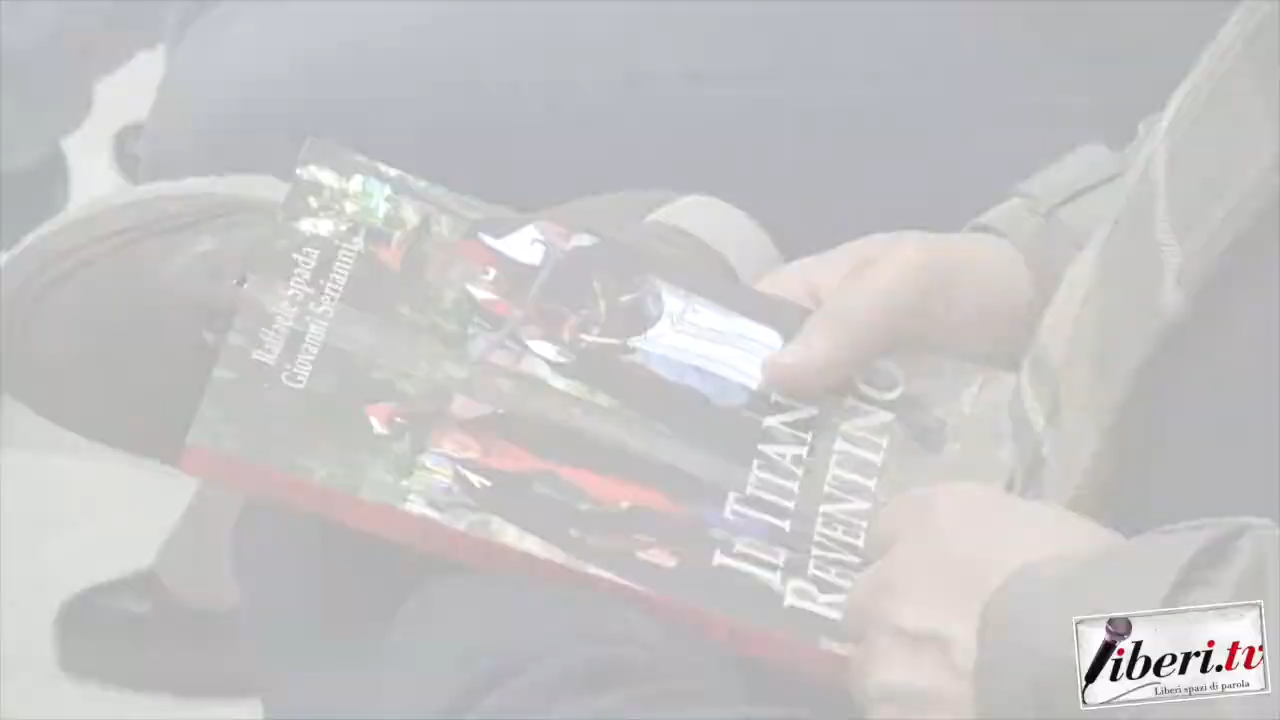 Raffaele Spada
Giovanni Serianni
IL TITAN
REVENTINO
liberi.tv
Liberi spazi di parola